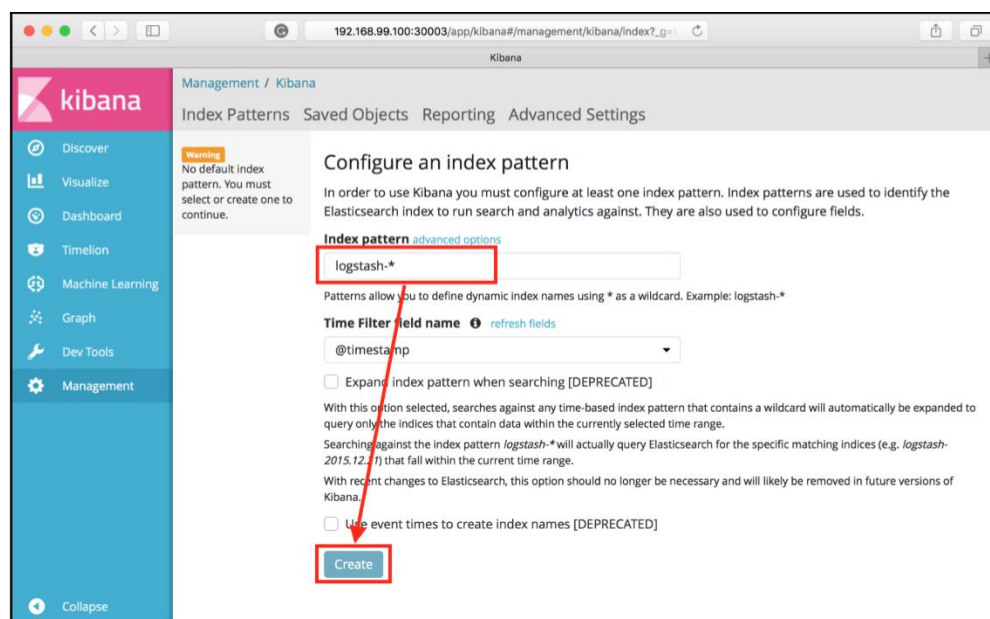 192.168.99.100:30003/app/kibana#/management/kibana/index?_g=(
Kibana
kibana
Discover
Visualize
Dashboard
Timelion
Machine Learning
Graph
Dev Tools
Management
Collapse
Management / Kibana
Index Patterns Saved Objects Reporting Advanced Settings
Warning
No default index
pattern. You must
select or create one to
continue.
Configure an index pattern
In order to use Kibana you must configure at least one index pattern. Index patterns are used to identify the
Elasticsearch index to run search and analytics against. They are also used to configure fields.
Index pattern advanced options
logstash-*
Patterns allow you to define dynamic index names using * as a wildcard. Example: logstash-*
Time Filter field name refresh fields
@timestamp
Expand index pattern when searching [DEPRECATED]
With this option selected, searches against any time-based index pattern that contains a wildcard will automatically be expanded to
query only the indices that contain data within the currently selected time range.
Searching against the index pattern logstash-* will actually query Elasticsearch for the specific matching indices (e.g. logstash-
2015.12.21) that fall within the current time range.
With recent changes to Elasticsearch, this option should no longer be necessary and will likely be removed in future versions of
Kibana.
Use event times to create index names [DEPRECATED]
Create